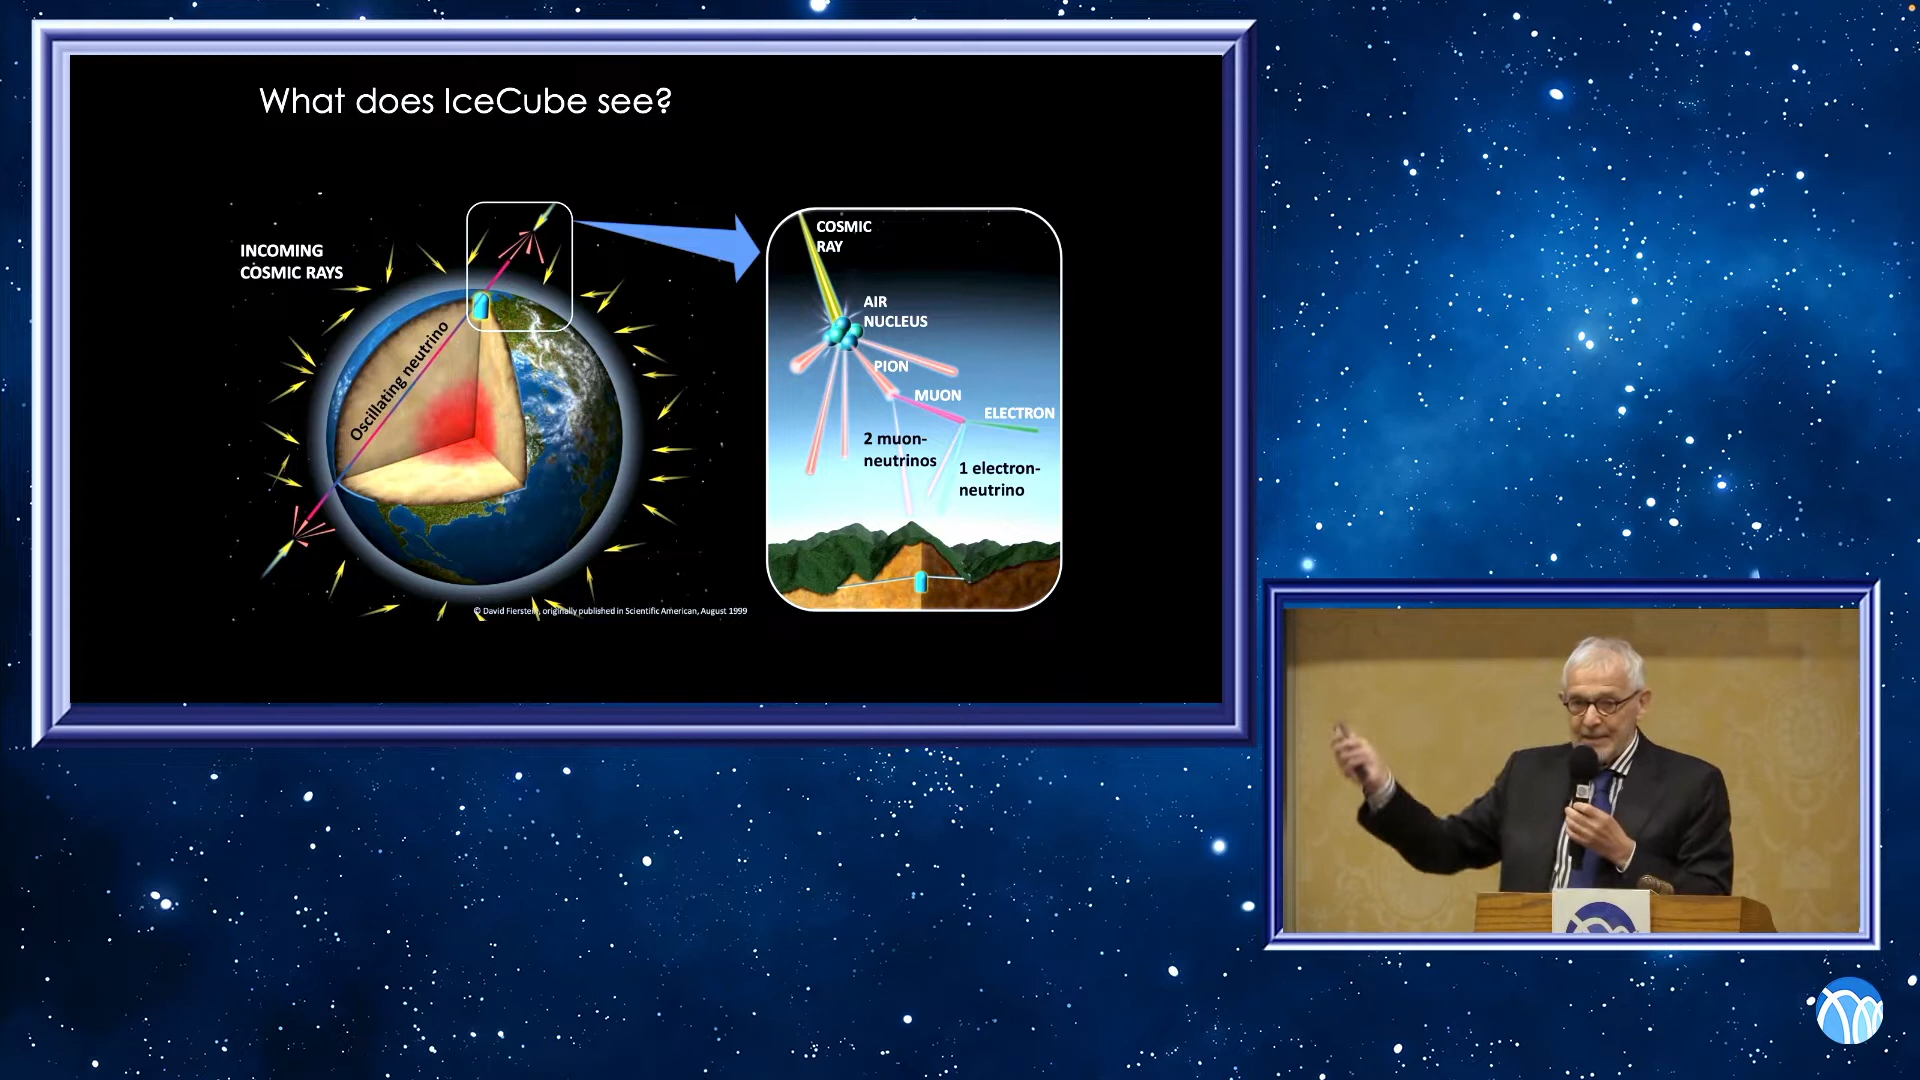 What does IceCube see?
INCOMING
COSMIC RAYS
Oscillating neutrino
© David Fierstein, originally published in Scientific American, August 1999
COSMIC
RAY
AIR
NUCLEUS
PION
MUON
ELECTRON
2 muon-
neutrinos
1 electron-
neutrino